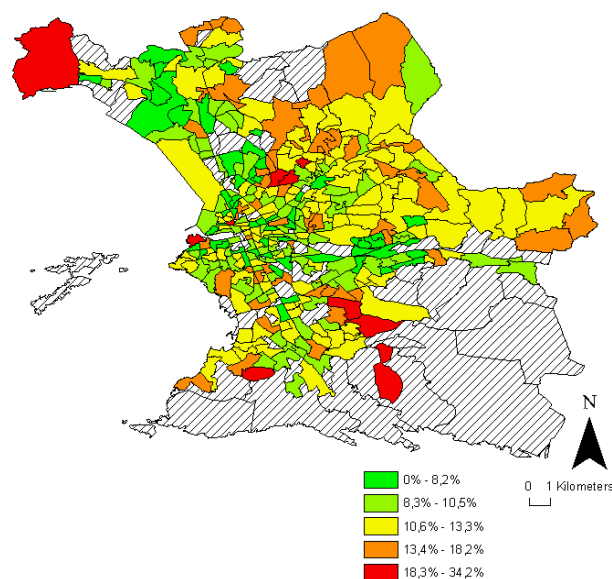 N
0 1 Kilometers
0% - 8,2%
8,3% - 10,5%
10,6% - 13,3%
13,4% - 18,2%
18,3% - 34,2%